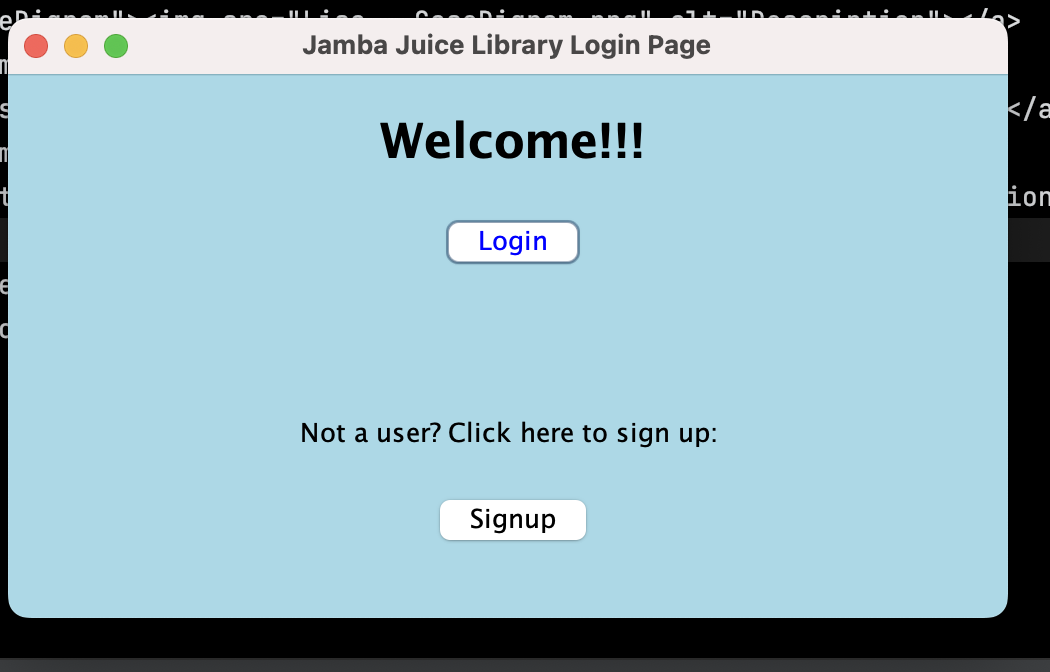 Jamba Juice Library Login Page
</a>
Welcome!!!
Login
Not a user? Click here to sign up:
Signup